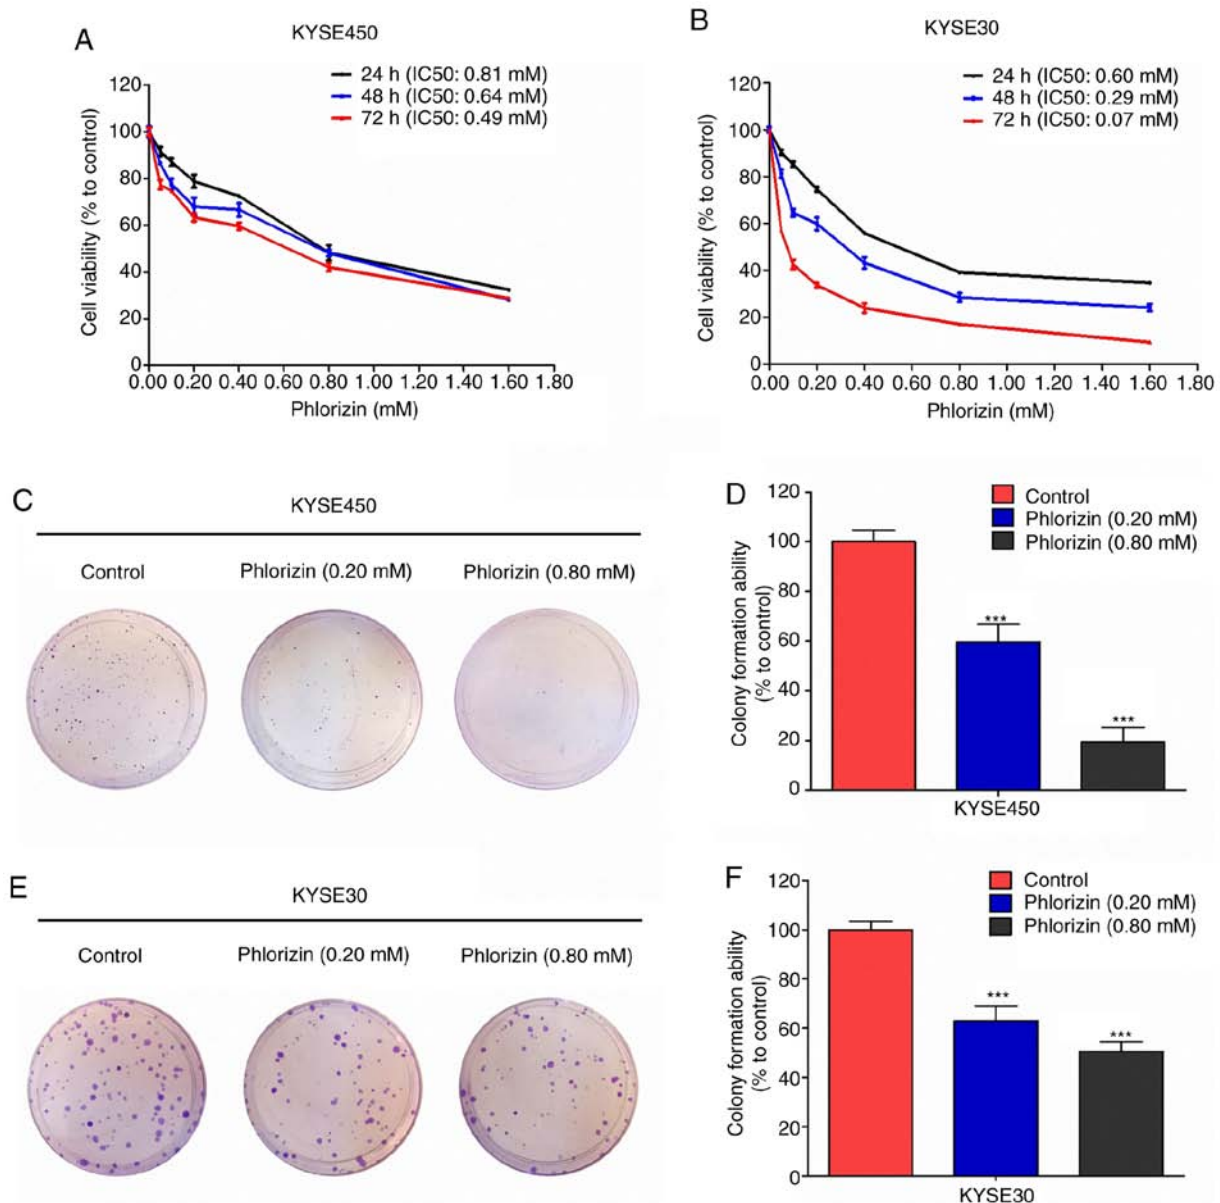 A
KYSE450
24 h (IC50: 0.81 mM)
48 h (IC50: 0.64 mM)
72 h (IC50: 0.49 mM)
Cell viability (% to control)
120
100
80
60
40
20
0
0.00 0.20 0.40 0.60 0.80 1.00 1.20 1.40 1.60 1.80
Phlorizin (mM)
B
KYSE30
24 h (IC50: 0.60 mM)
48 h (IC50: 0.29 mM)
72 h (IC50: 0.07 mM)
Cell viability (% to control)
120
100
80
60
40
20
0
0.00 0.20 0.40 0.60 0.80 1.00 1.20 1.40 1.60 1.80
Phlorizin (mM)
C
KYSE450
Control Phlorizin (0.20 mM) Phlorizin (0.80 mM)
D
Control
Phlorizin (0.20 mM)
Phlorizin (0.80 mM)
Colony formation ability
(% to control)
120
100
80
60
40
20
0
***
***
KYSE450
E
KYSE30
Control Phlorizin (0.20 mM) Phlorizin (0.80 mM)
F
Control
Phlorizin (0.20 mM)
Phlorizin (0.80 mM)
Colony formation ability
(% to control)
120
100
80
60
40
20
0
***
***
KYSE30